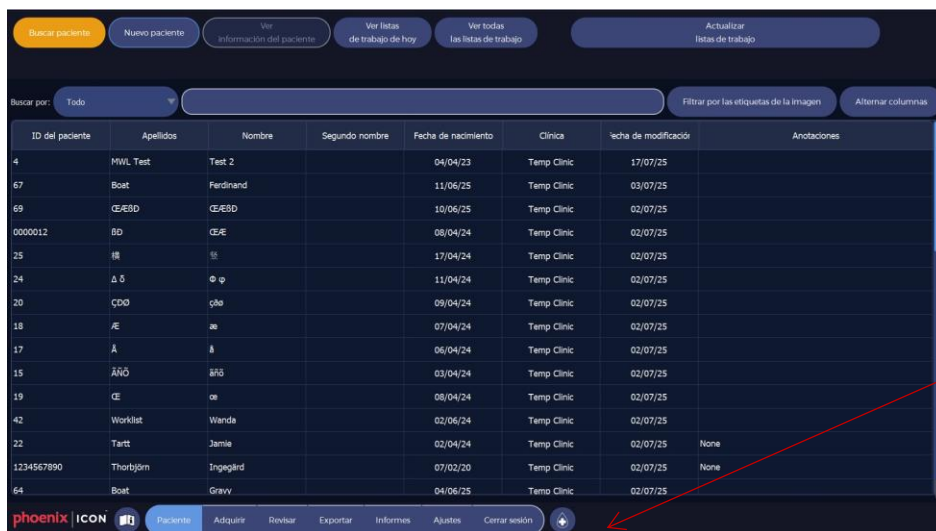 Buscar paciente
Nuevo paciente
Ver
información del paciente
Ver listas
de trabajo de hoy
Ver todas
las listas de trabajo
Actualizar
listas de trabajo
Buscar por: Todo
Filtrar por las etiquetas de la imagen
Alternar columnas
ID del paciente Apellidos Nombre Segundo nombre Fecha de nacimiento Clínica echa de modificación Anotaciones
4 MWL Test Test 2 04/04/23 Temp Clinic 17/07/25
67 Boat Ferdinand 11/06/25 Temp Clinic 03/07/25
69 ŒÆßD ŒÆßD 10/06/25 Temp Clinic 02/07/25
0000012 ßD ŒÆ 08/04/24 Temp Clinic 02/07/25
25 横 17/04/24 Temp Clinic 02/07/25
24 Δ δ Φ φ 11/04/24 Temp Clinic 02/07/25
20 ÇÐØ çðø 09/04/24 Temp Clinic 02/07/25
18 Æ æ 07/04/24 Temp Clinic 02/07/25
17 Å å 06/04/24 Temp Clinic 02/07/25
15 ÃÑÕ ãñõ 03/04/24 Temp Clinic 02/07/25
19 Œ œ 08/04/24 Temp Clinic 02/07/25
42 Worklist Wanda 02/06/24 Temp Clinic 02/07/25
22 Tartt Jamie 02/04/24 Temp Clinic 02/07/25 None
1234567890 Thorbjörn Ingegärd 07/02/20 Temp Clinic 02/07/25 None
64 Boat Gravy 04/06/25 Temp Clinic 02/07/25
phoenix | ICON Paciente Adquirir Revisar Exportar Informes Ajustes Cerrar sesión